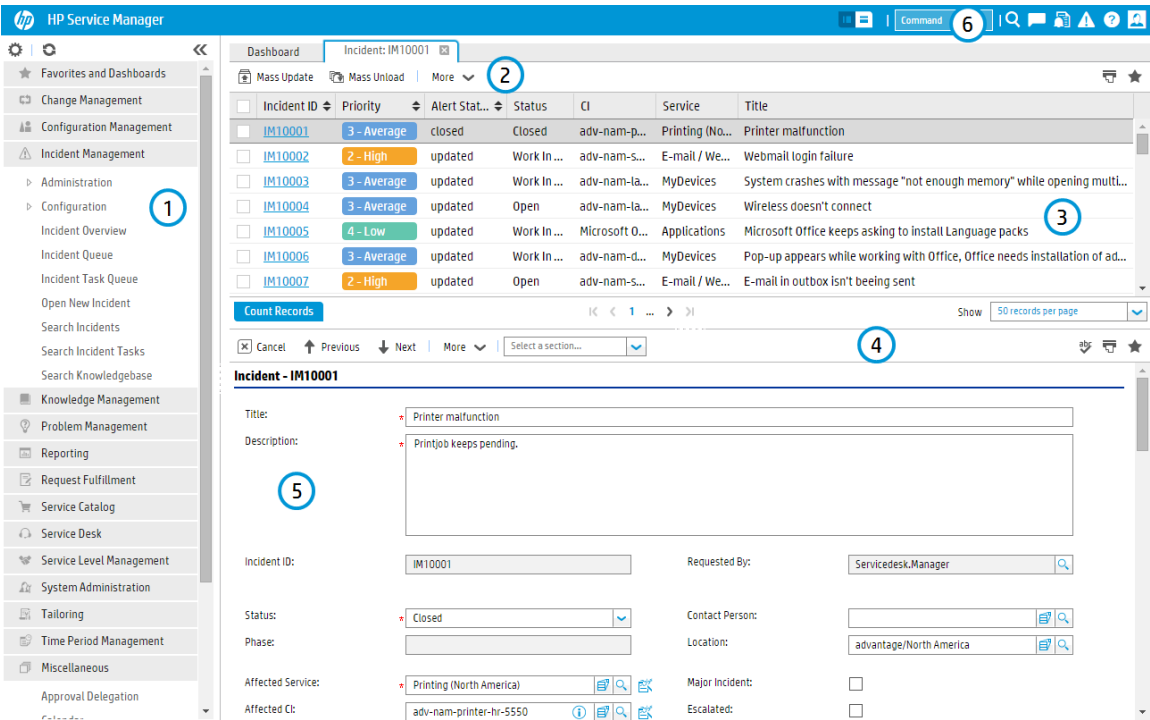 hp HP Service Manager
Command
6
Dashboard
Incident: IM10001
Mass Update Mass Unload More
2
Favorites and Dashboards
Change Management
Configuration Management
Incident Management
Administration
Configuration
1
Incident Overview
Incident Queue
Incident Task Queue
Open New Incident
Search Incidents
Search Incident Tasks
Search Knowledgebase
Knowledge Management
Problem Management
Reporting
Request Fulfillment
Service Catalog
Service Desk
Service Level Management
System Administration
Tailoring
Time Period Management
Miscellaneous
Approval Delegation
Calendar
Incident ID Priority Alert Stat... Status CI Service Title
IM10001 3 - Average closed Closed adv-nam-p... Printing (No... Printer malfunction
IM10002 2 - High updated Work In ... adv-nam-s... E-mail / We... Webmail login failure
IM10003 3 - Average updated Work In ... adv-nam-la... MyDevices System crashes with message "not enough memory" while opening multi...
IM10004 3 - Average updated Open adv-nam-la... MyDevices Wireless doesn't connect
3
IM10005 4 - Low updated Work In ... Microsoft O... Applications Microsoft Office keeps asking to install Language packs
IM10006 3 - Average updated Work In ... adv-nam-d... MyDevices Pop-up appears while working with Office, Office needs installation of ad...
IM10007 2 - High updated Open adv-nam-s... E-mail / We... E-mail in outbox isn't beeing sent
Count Records 1 ... Show 50 records per page
Cancel Previous Next More Select a section...
4
abc
Incident - IM10001
Title: * Printer malfunction
Description: * Printjob keeps pending.
5
Incident ID: IM10001 Requested By: Servicedesk.Manager
Status: * Closed Contact Person:
Phase: Location: advantage/North America
Affected Service: * Printing (North America) Major Incident:
Affected CI: adv-nam-printer-hr-5550 Escalated: